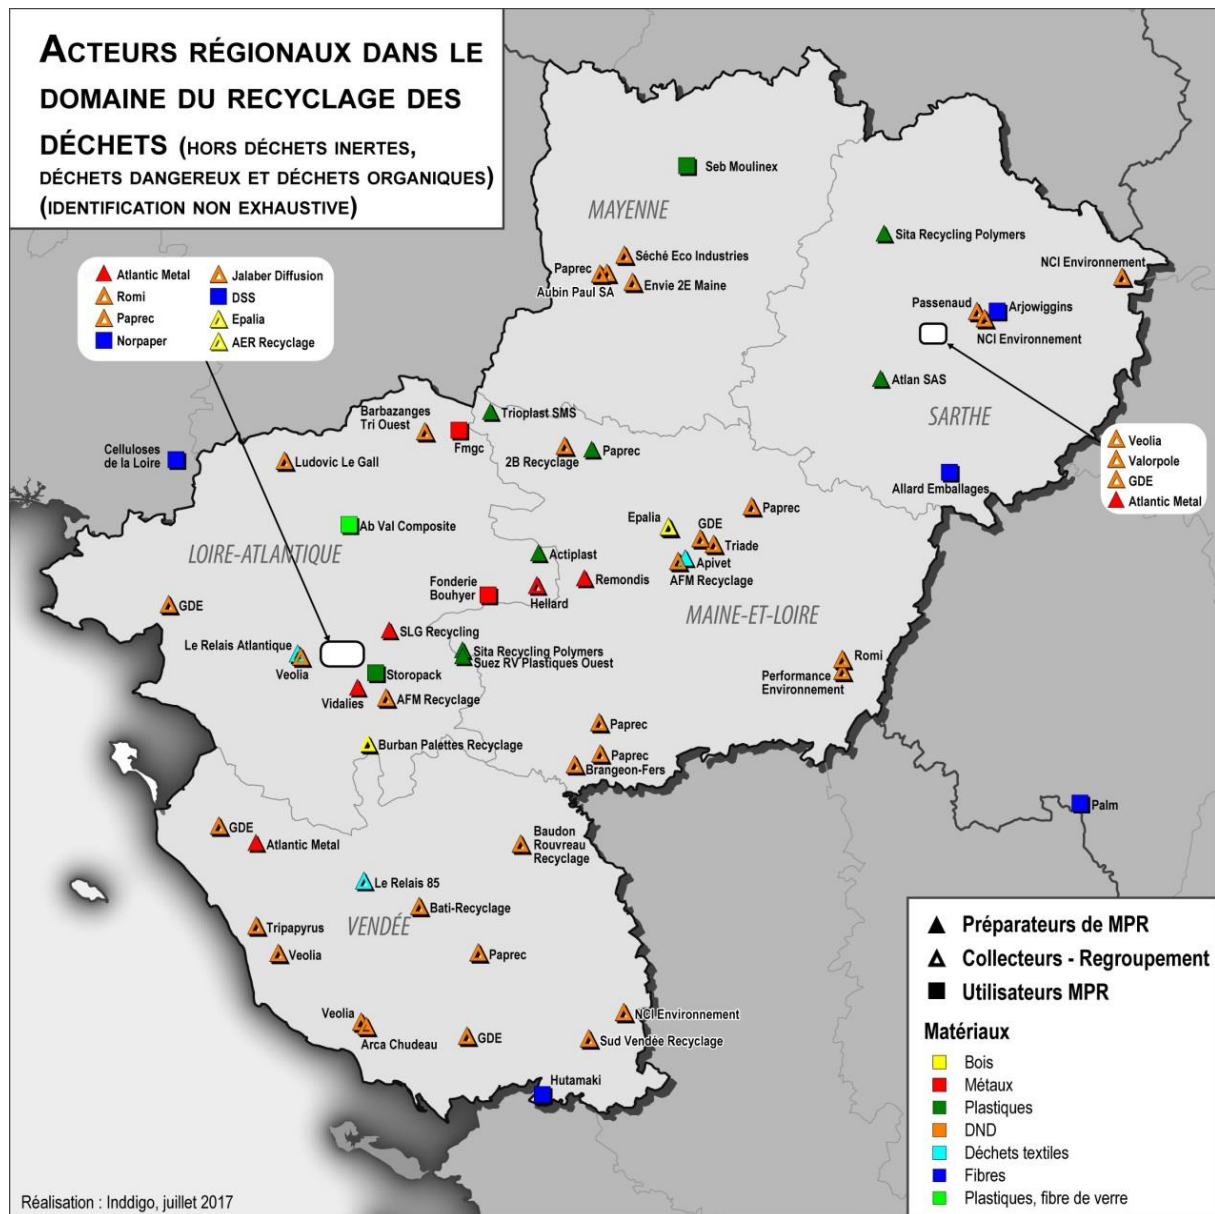 ACTEURS RÉGIONAUX DANS LE
DOMAINE DU RECYCLAGE DES
DÉCHETS (HORS DÉCHETS INERTES,
DÉCHETS DANGEREUX ET DÉCHETS ORGANIQUES)
(IDENTIFICATION NON EXHAUSTIVE)
Atlantic Metal
Romi
Paprec
Norpaper
Jalaber Diffusion
DSS
Epalia
AER Recyclage
Seb Moulinex
MAYENNE
Séché Eco Industries
Paprec
Aubin Paul SA
Envie 2E Maine
Sita Recycling Polymers
NCI Environnement
Passenaud
Arjowiggins
NCI Environnement
Atlan SAS
SARTHE
Veolia
Valorpole
GDE
Atlantic Metal
Allard Emballages
Barbazanges
Tri Ouest
Trioplast SMS
Fmgc
2B Recyclage
Paprec
Celluloses
de la Loire
Ludovic Le Gall
Ab Val Composite
LOIRE-ATLANTIQUE
Paprec
Epalia
GDE
Triade
Apivet
AFM Recyclage
Actiplast
Remondis
Hellard
Fonderie
Bouhyer
MAINE-ET-LOIRE
GDE
SLG Recycling
Le Relais Atlantique
Veolia
Sita Recycling Polymers
Suez RV Plastiques Ouest
Storopack
Vidalies
AFM Recyclage
Romi
Performance
Environnement
Burban Palettes Recyclage
Paprec
Paprec
Brangeon-Fers
Palm
GDE
Atlantic Metal
Baudon
Rouvreau
Recyclage
Le Relais 85
Bati-Recyclage
VENDÉE
Tripapyrus
Veolia
Paprec
Veolia
Arca Chudeau
GDE
NCI Environnement
Sud Vendée Recyclage
Hutamaki
Préparateurs de MPR
Collecteurs - Regroupement
Utilisateurs MPR
Matériaux
Bois
Métaux
Plastiques
DND
Déchets textiles
Fibres
Plastiques, fibre de verre
Réalisation : Inddigo, juillet 2017